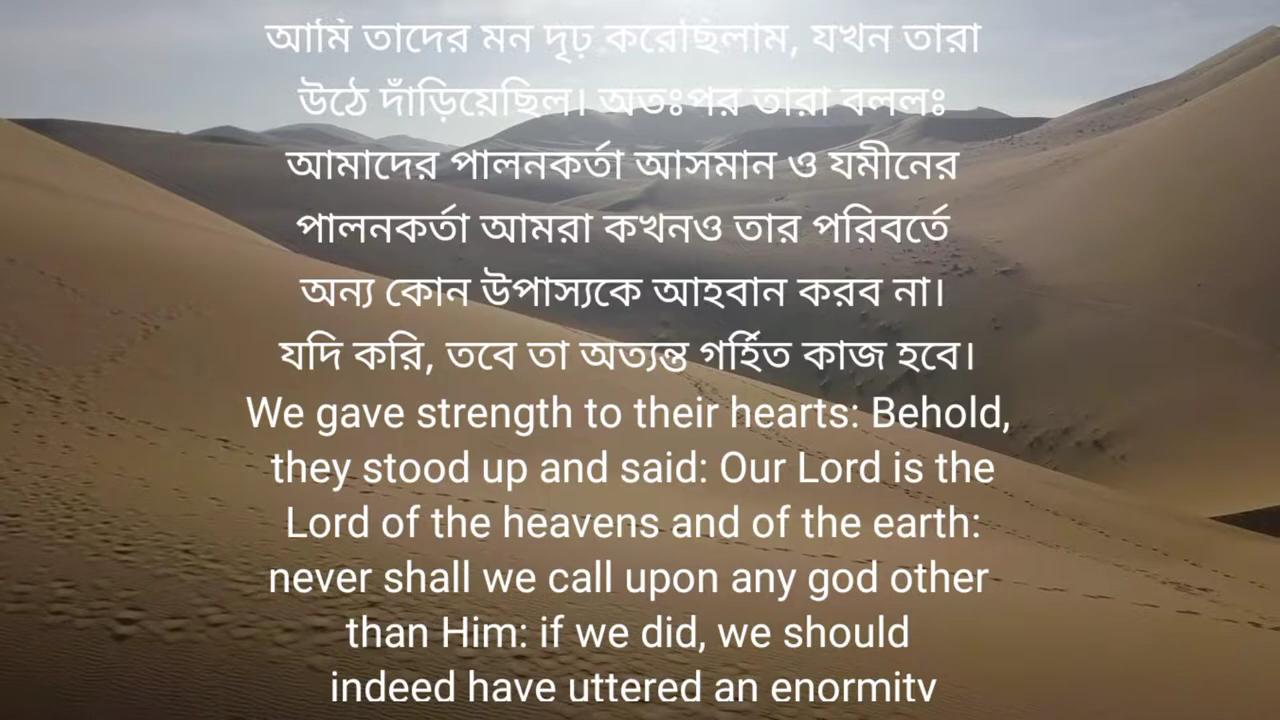 আমি তাদের মন দৃঢ় করেছিলাম, যখন তারা
উঠে দাঁড়িয়েছিল। অতঃপর তারা বললঃ
আমাদের পালনকর্তা আসমান ও যমীনের
পালনকর্তা আমরা কখনও তার পরিবর্তে
অন্য কোন উপাস্যকে আহবান করব না।
যদি করি, তবে তা অত্যন্ত গর্হিত কাজ হবে।
We gave strength to their hearts: Behold,
they stood up and said: Our Lord is the
Lord of the heavens and of the earth:
never shall we call upon any god other
than Him: if we did, we should
indeed have uttered an enormity